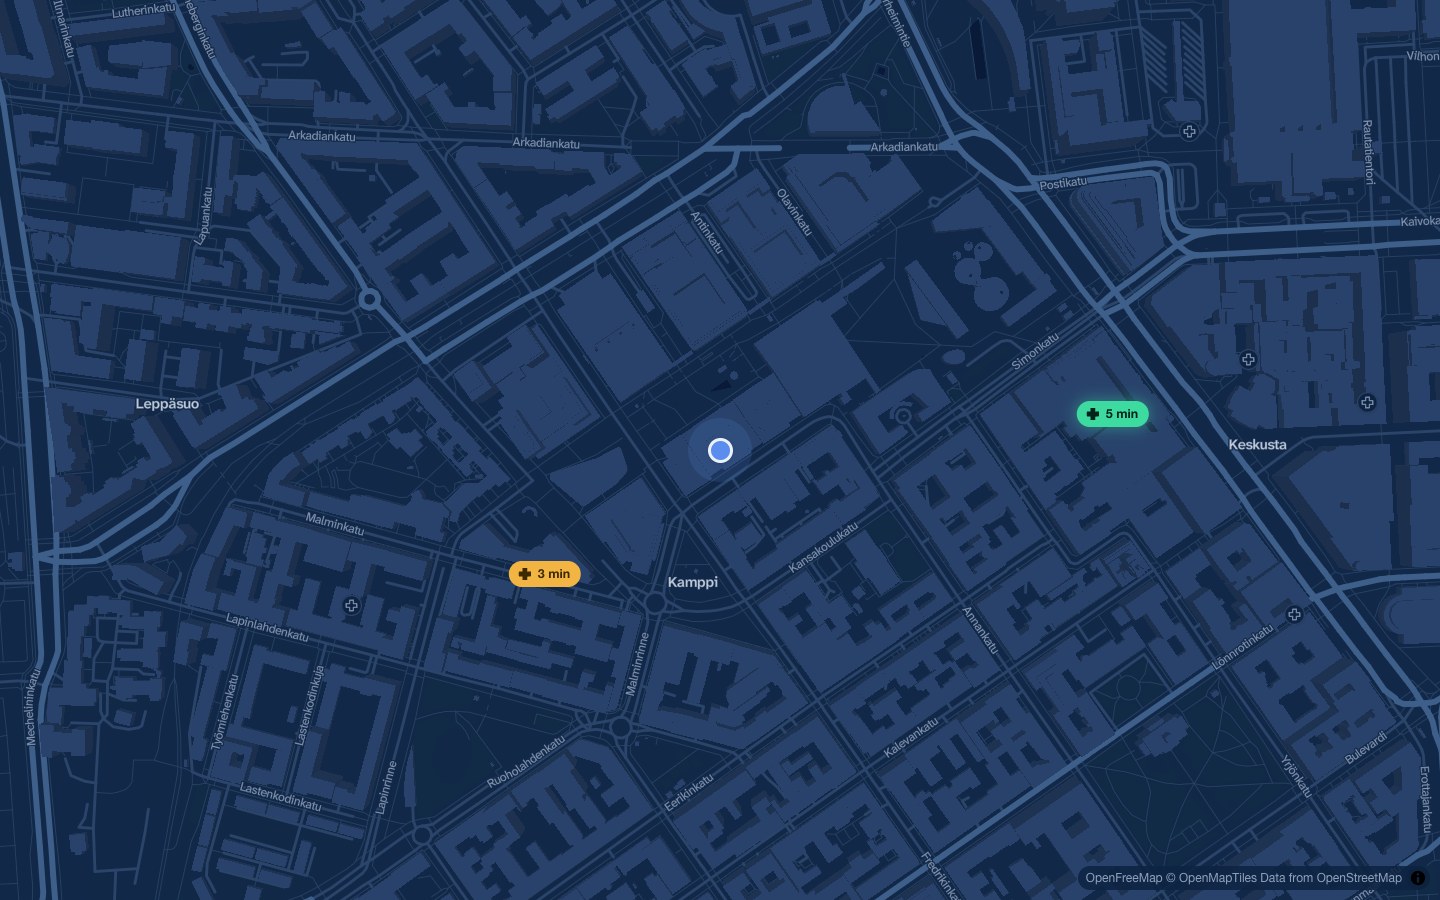 Ilmarinkatu
Lutherinkatu
Arkadiankatu
Arkadiankatu
Arkadiankatu
Vilhon
Rautatientori
Postikatu
Kaivoka
Lapuankatu
Antinkatu
Olavinkatu
Simonkatu
Leppäsuo
5 min
Keskusta
Malminkatu
Kansakoulukatu
3 min
Kamppi
Lapinlahdenkatu
Annankatu
Lönnrotinkatu
Malminrinne
Mechelininkatu
Työmiehenkatu
Lastenkodinkuja
Ruoholahdenkatu
Kalevankatu
Bulevardi
Eerikinkatu
Lastenkodinkatu
Lapinrinne
Yrjönkatu
Erottajankatu
Fredrikinka
OpenFreeMap © OpenMapTiles Data from OpenStreetMap